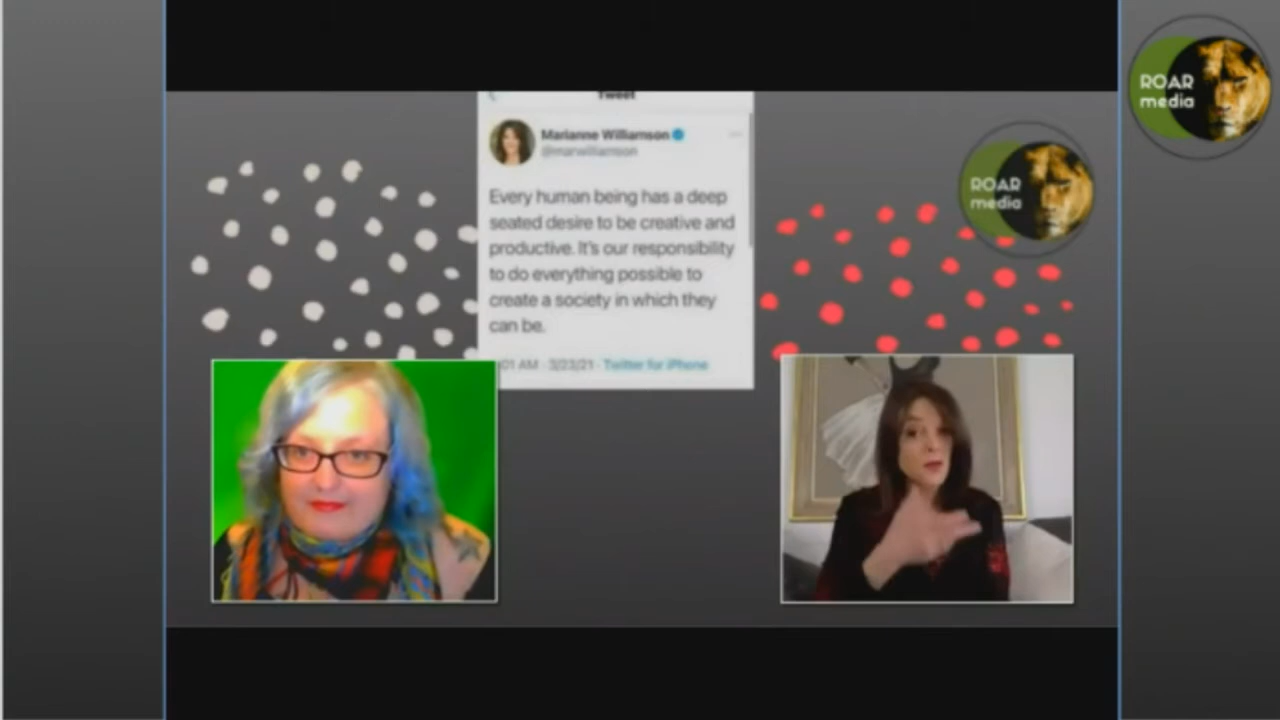 Tweet
Marianne Williamson
@marwilliamson
Every human being has a deep
seated desire to be creative and
productive. It's our responsibility
to do everything possible to
create a society in which they
can be.
:01 AM · 3/23/21 · Twitter for iPhone
ROAR
media
ROAR
media